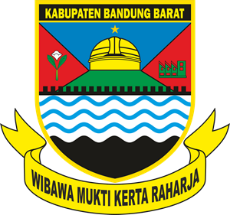 KABUPATEN BANDUNG BARAT
WIBAWA MUKTI KERTA RAHARJA